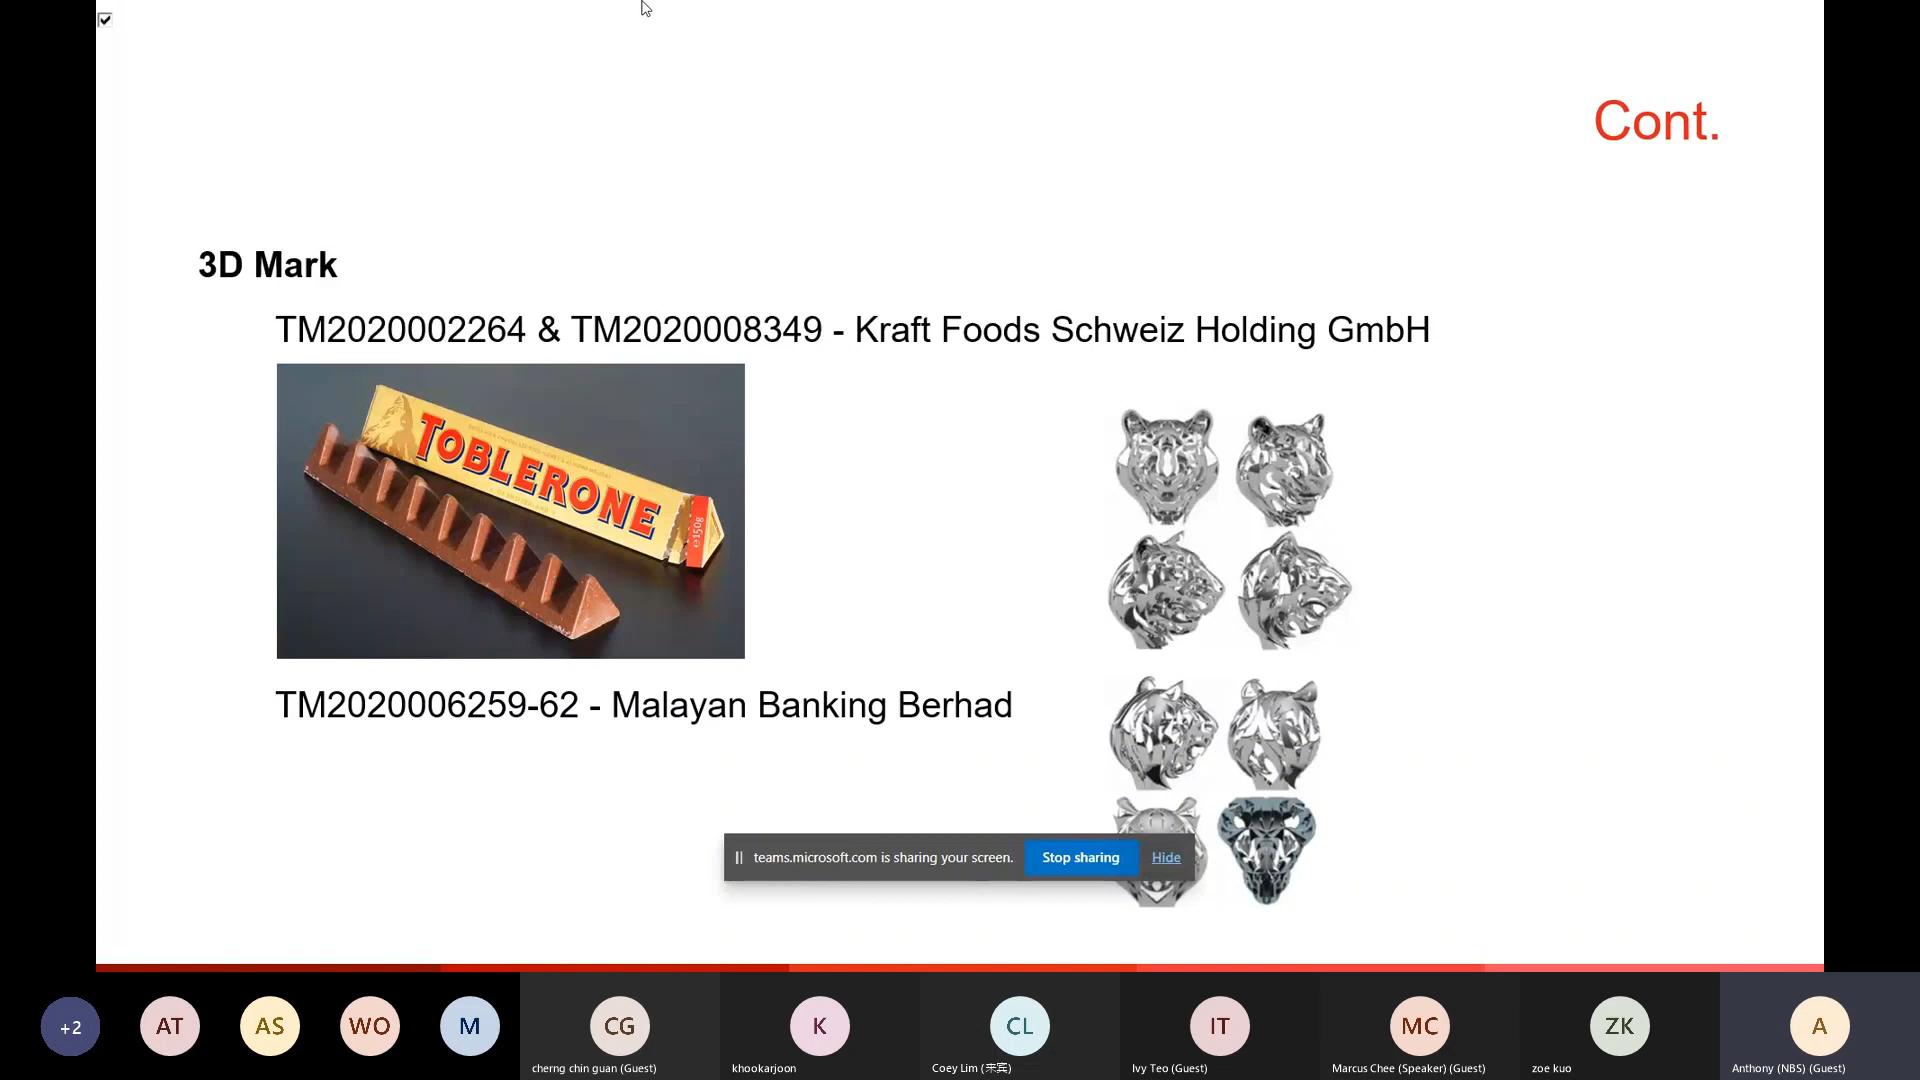 Cont.
3D Mark
TM2020002264 & TM2020008349 - Kraft Foods Schweiz Holding GmbH
TOBLERONE
℮150g
TM2020006259-62 - Malayan Banking Berhad
teams.microsoft.com is sharing your screen.
Stop sharing
Hide
+2
AT
AS
WO
M
CG
K
CL
IT
MC
ZK
A
cherng chin guan (Guest)
khookarjoon
Coey Lim (来宾)
Ivy Teo (Guest)
Marcus Chee (Speaker) (Guest)
zoe kuo
Anthony (NBS) (Guest)